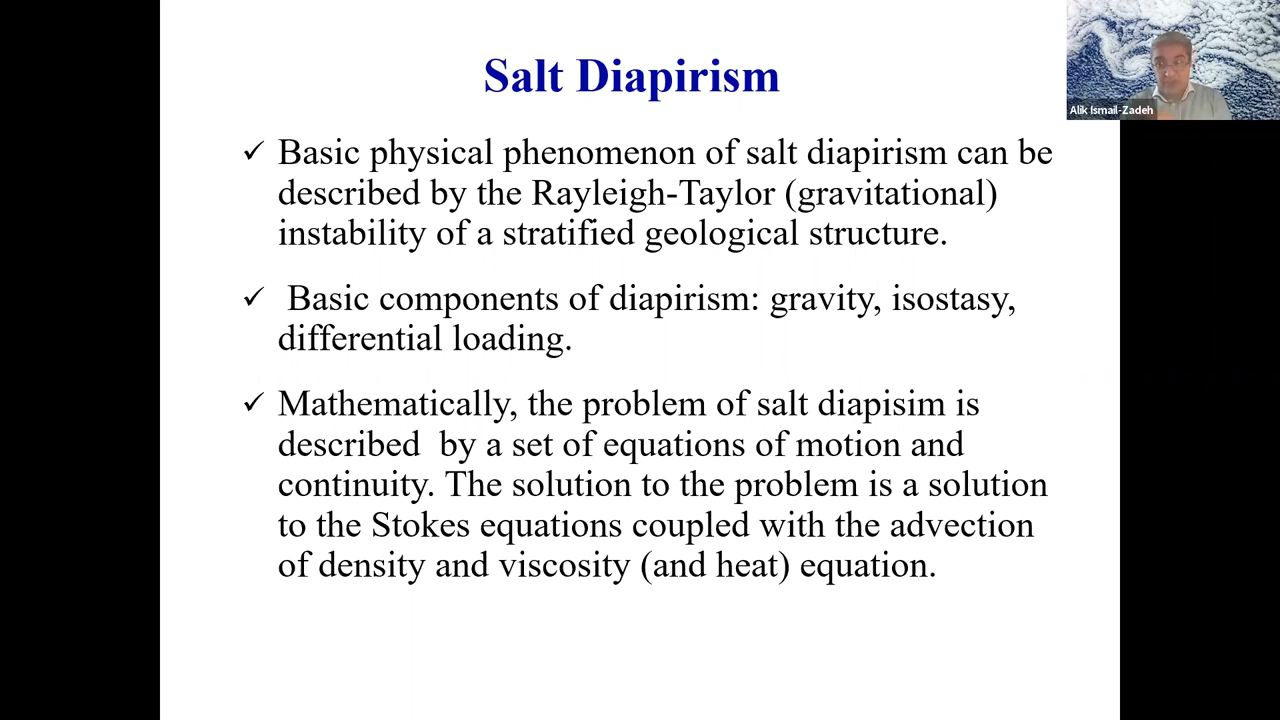 Salt Diapirism
Alik Ismail-Zadeh
✓ Basic physical phenomenon of salt diapirism can be
described by the Rayleigh-Taylor (gravitational)
instability of a stratified geological structure.
✓ Basic components of diapirism: gravity, isostasy,
differential loading.
✓ Mathematically, the problem of salt diapisim is
described by a set of equations of motion and
continuity. The solution to the problem is a solution
to the Stokes equations coupled with the advection
of density and viscosity (and heat) equation.